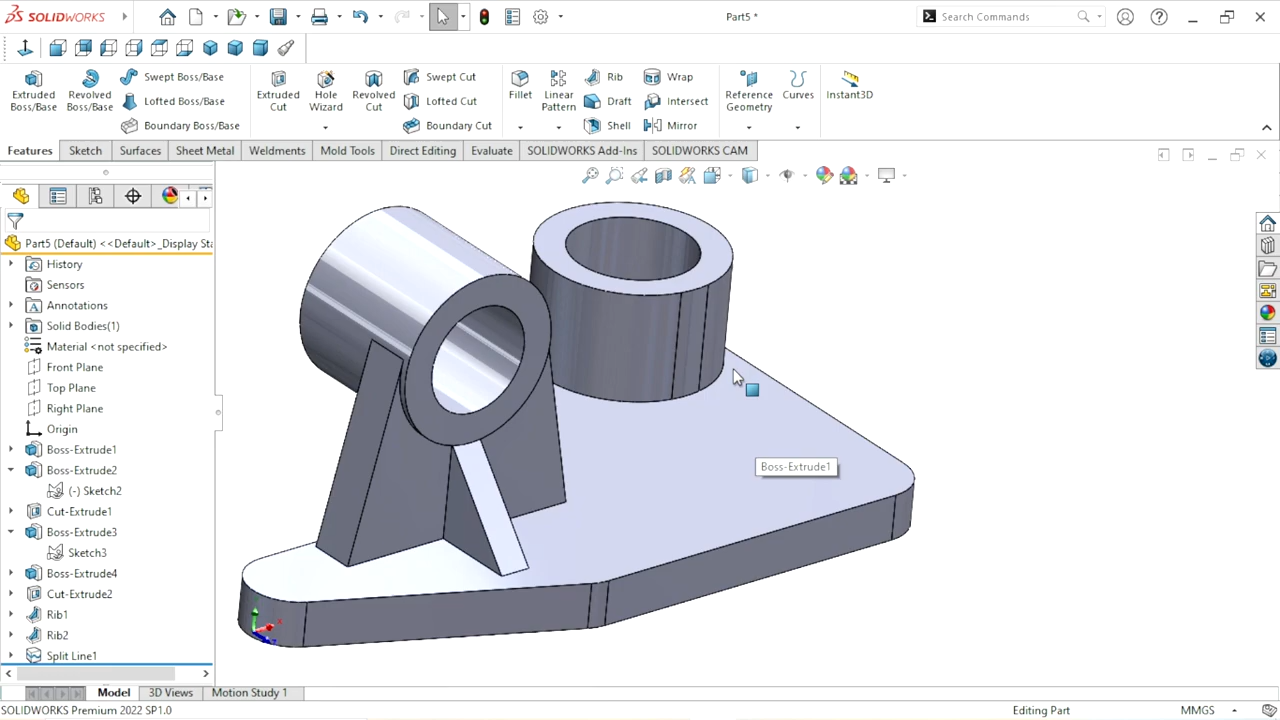 SOLIDWORKS
Part5 *
Search Commands
Extruded Boss/Base
Revolved Boss/Base
Swept Boss/Base
Lofted Boss/Base
Boundary Boss/Base
Extruded Cut
Hole Wizard
Revolved Cut
Swept Cut
Lofted Cut
Boundary Cut
Fillet
Linear Pattern
Rib
Draft
Shell
Wrap
Intersect
Mirror
Reference Geometry
Curves
Instant3D
Features
Sketch
Surfaces
Sheet Metal
Weldments
Mold Tools
Direct Editing
Evaluate
SOLIDWORKS Add-Ins
SOLIDWORKS CAM
Part5 (Default) <<Default>_Display Sta
History
Sensors
Annotations
Solid Bodies(1)
Material <not specified>
Front Plane
Top Plane
Right Plane
Origin
Boss-Extrude1
Boss-Extrude2
(-) Sketch2
Cut-Extrude1
Boss-Extrude3
Sketch3
Boss-Extrude4
Cut-Extrude2
Rib1
Rib2
Split Line1
Boss-Extrude1
Model
3D Views
Motion Study 1
SOLIDWORKS Premium 2022 SP1.0
Editing Part
MMGS